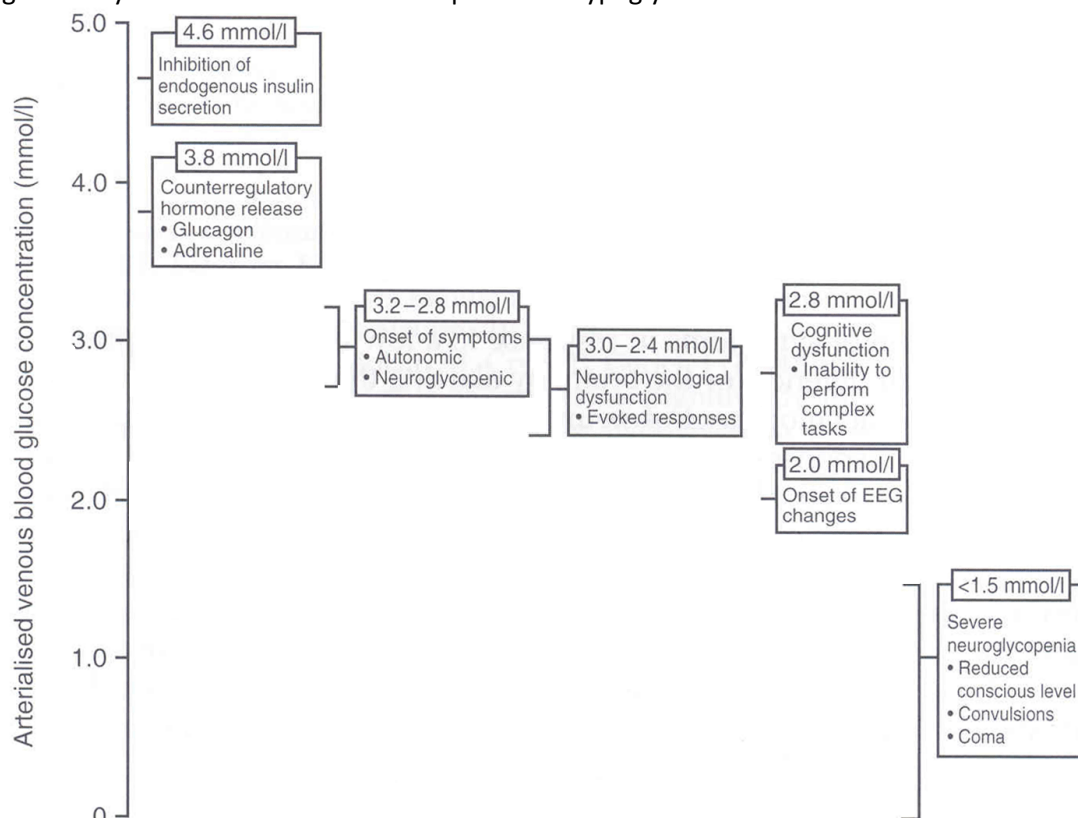 5.0
4.6 mmol/l
Inhibition of
endogenous insulin
secretion
3.8 mmol/l
4.0
Counterregulatory
hormone release
• Glucagon
• Adrenaline
3.2–2.8 mmol/l
Onset of symptoms
• Autonomic
• Neuroglycopenic
3.0
3.0–2.4 mmol/l
Neurophysiological
dysfunction
• Evoked responses
2.8 mmol/l
Cognitive
dysfunction
• Inability to
perform
complex
tasks
2.0 mmol/l
Onset of EEG
changes
2.0
<1.5 mmol/l
Severe
neuroglycopenia
• Reduced
conscious level
• Convulsions
• Coma
1.0
0
Arterialised venous blood glucose concentration (mmol/l)